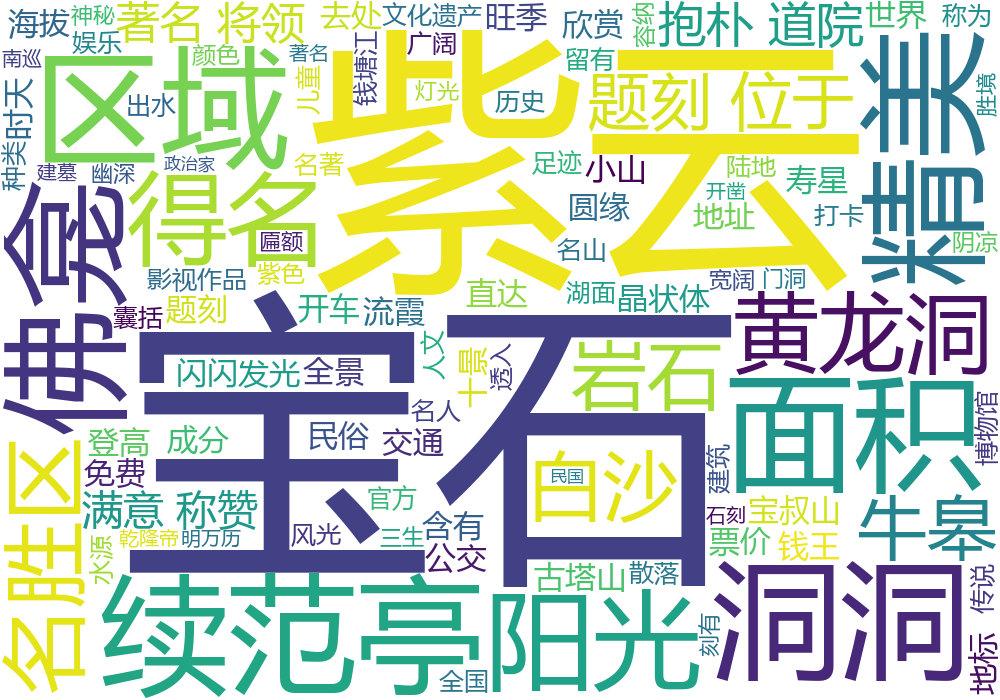 海拔
神秘
著名 将领
去处
文化遗产
旺季
欣赏
容纳
抱朴 道院
世界
称为
南巡
娱乐
颜色
著名
钱塘江
广阔
留有
区域
紫云
题刻 位于
精美
胜境
种类时天
出水
儿童
灯光
历史
建墓
幽深
政治家
名著
足迹
小山
陆地
寿星
开凿
佛龛
得名
匾额
圆缘
地址
打卡
阴凉
影视作品
紫色
名山
宽阔
门洞
囊括
题刻
开车
流霞
直达
湖面
晶状体
黄龙洞
宝石
闪闪发光
全景
人文
十景
透入
岩石
面积
博物馆
名胜区
登高
成分
民俗
交通
名人
白沙
建筑
免费
民国
满意 称赞
官方
石刻
宝叔山
牛皋
水源
乾隆帝
明万历
风光
三生
含有
票价
钱王
公交
古塔山
散落
传说
续范亭
阳光
洞洞
刻有
地标
全国